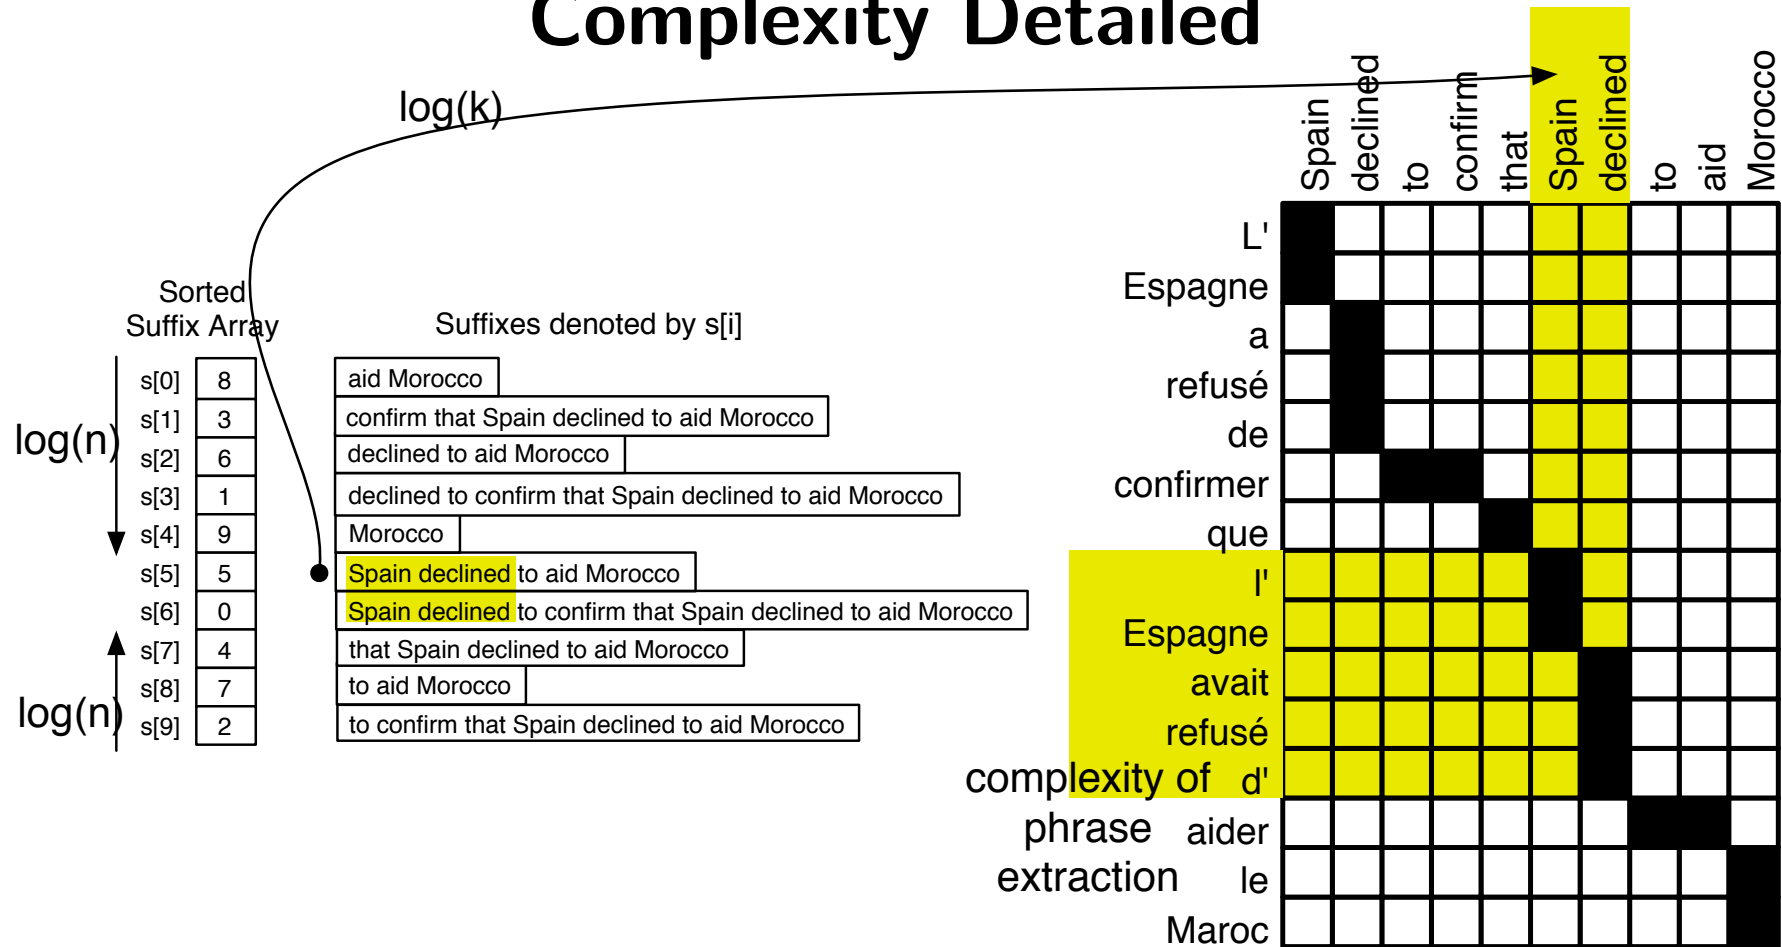 Complexity Detailed
log(k)
Spain
declined
to
confirm
that
Spain
declined
to
aid
Morocco
Sorted
Suffix Array
Suffixes denoted by s[i]
log(n)
log(n)
s[0] 8 aid Morocco
s[1] 3 confirm that Spain declined to aid Morocco
s[2] 6 declined to aid Morocco
s[3] 1 declined to confirm that Spain declined to aid Morocco
s[4] 9 Morocco
s[5] 5 Spain declined to aid Morocco
s[6] 0 Spain declined to confirm that Spain declined to aid Morocco
s[7] 4 that Spain declined to aid Morocco
s[8] 7 to aid Morocco
s[9] 2 to confirm that Spain declined to aid Morocco
L'
Espagne
a
refusé
de
confirmer
que
l'
Espagne
avait
refusé
d'
aider
le
Maroc
complexity of
phrase
extraction